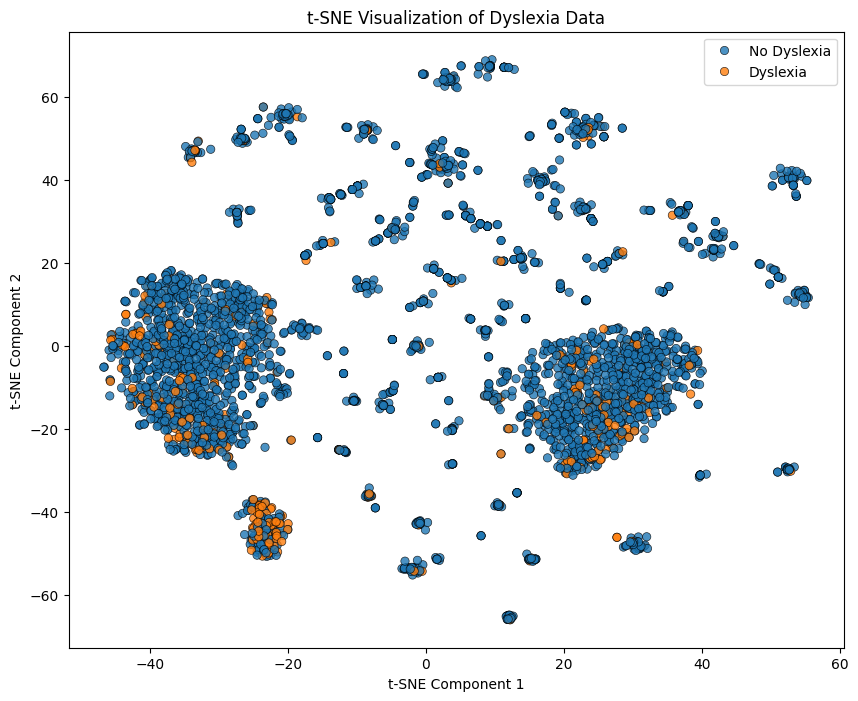 t-SNE Visualization of Dyslexia Data
No Dyslexia
Dyslexia
60
40
20
0
−20
−40
−60
t-SNE Component 2
−40
−20
0
20
40
60
t-SNE Component 1